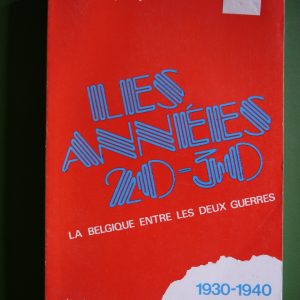 LES
ANNÉES
20-30
LA BELGIQUE ENTRE LES DEUX GUERRES
1930-1940